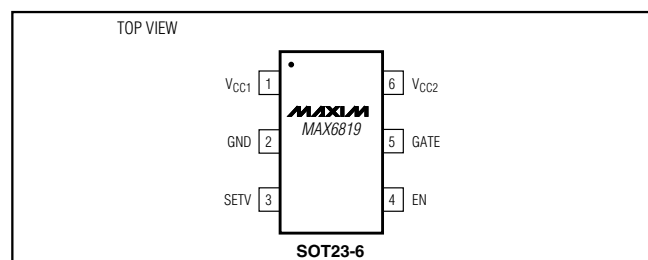 TOP VIEW
VCC1 1
6 VCC2
MAXIM
MAX6819
GND 2
5 GATE
SETV 3
4 EN
SOT23-6